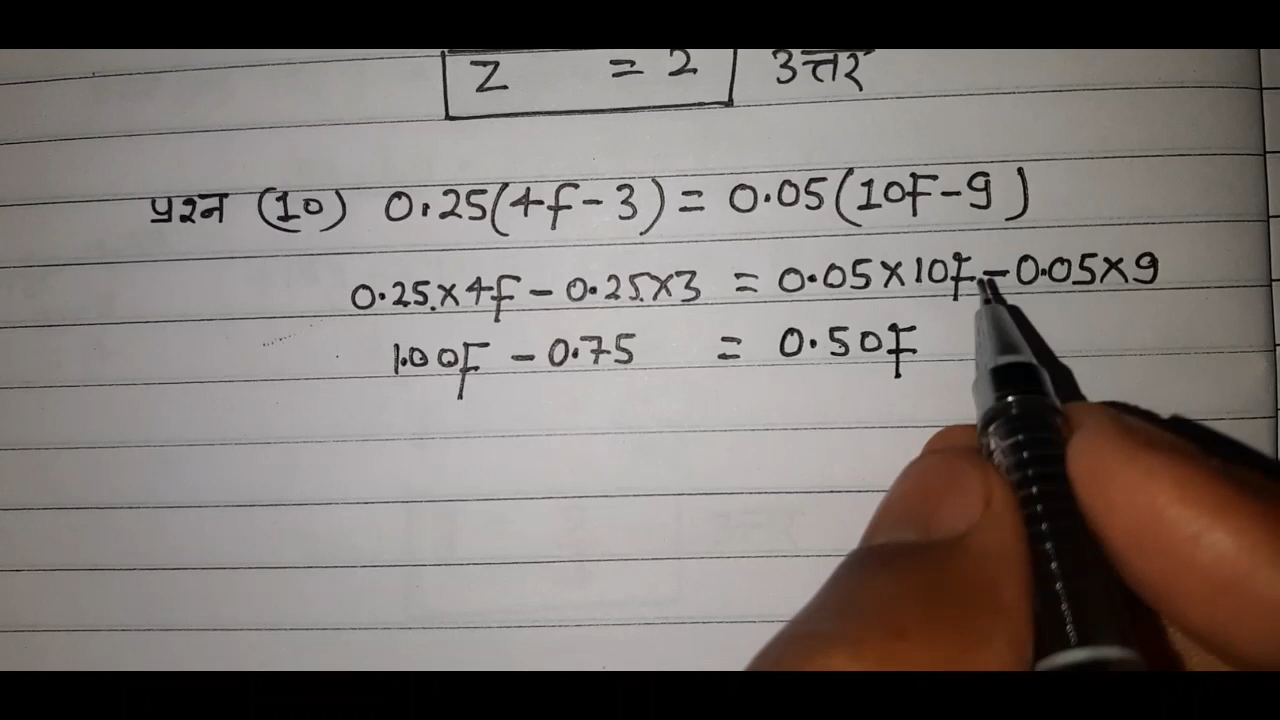 Z = 2 उत्तर
प्रश्न (10) 0.25(4f-3) = 0.05(10F-9)
0.25×4F - 0.25×3 = 0.05×10F - 0.05×9
1.00F - 0.75 = 0.50F